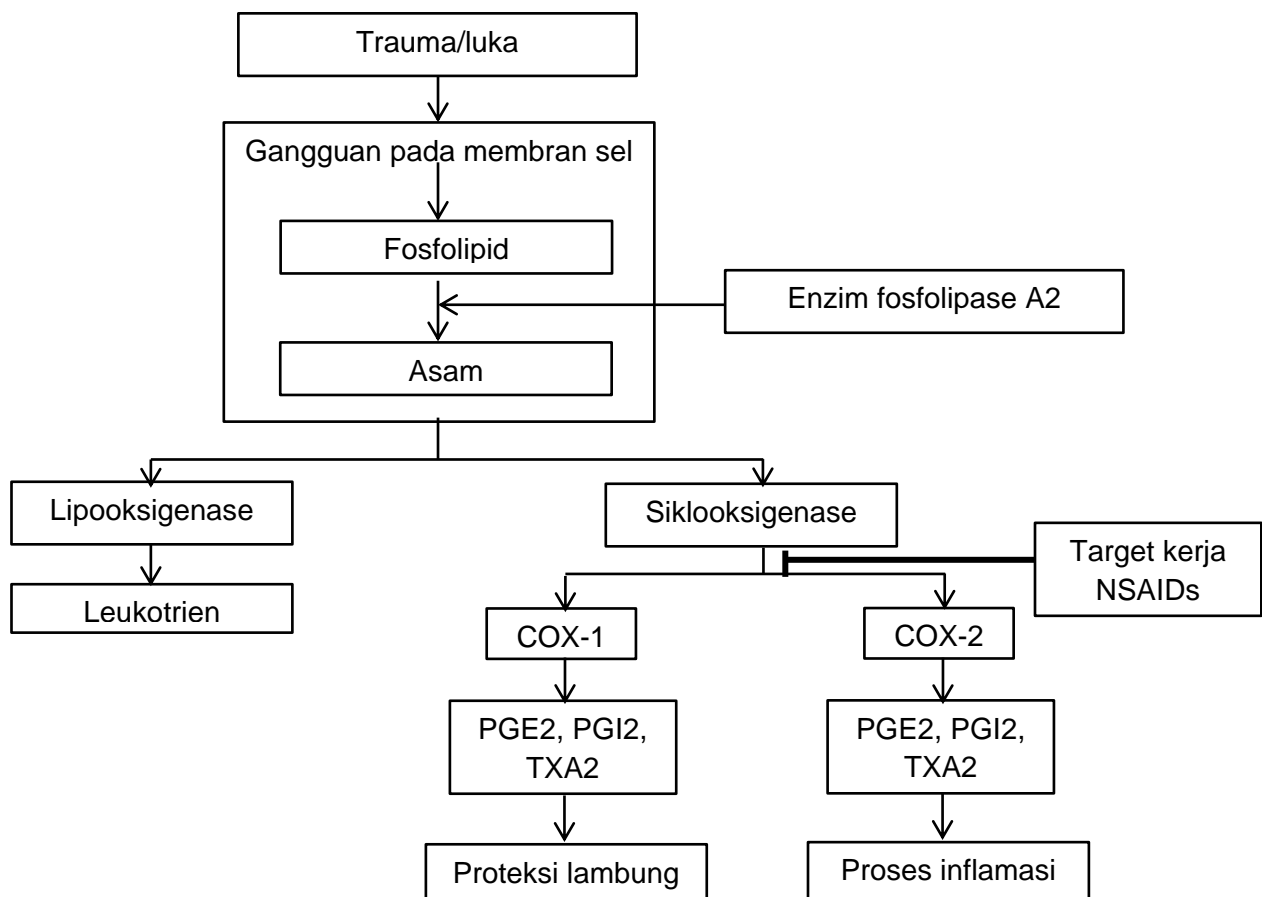 Trauma/luka
Gangguan pada membran sel
Fosfolipid
Enzim fosfolipase A2
Asam
Lipooksigenase
Siklooksigenase
Target kerja
NSAIDs
Leukotrien
COX-1
COX-2
PGE2, PGI2,
TXA2
PGE2, PGI2,
TXA2
Proteksi lambung
Proses inflamasi